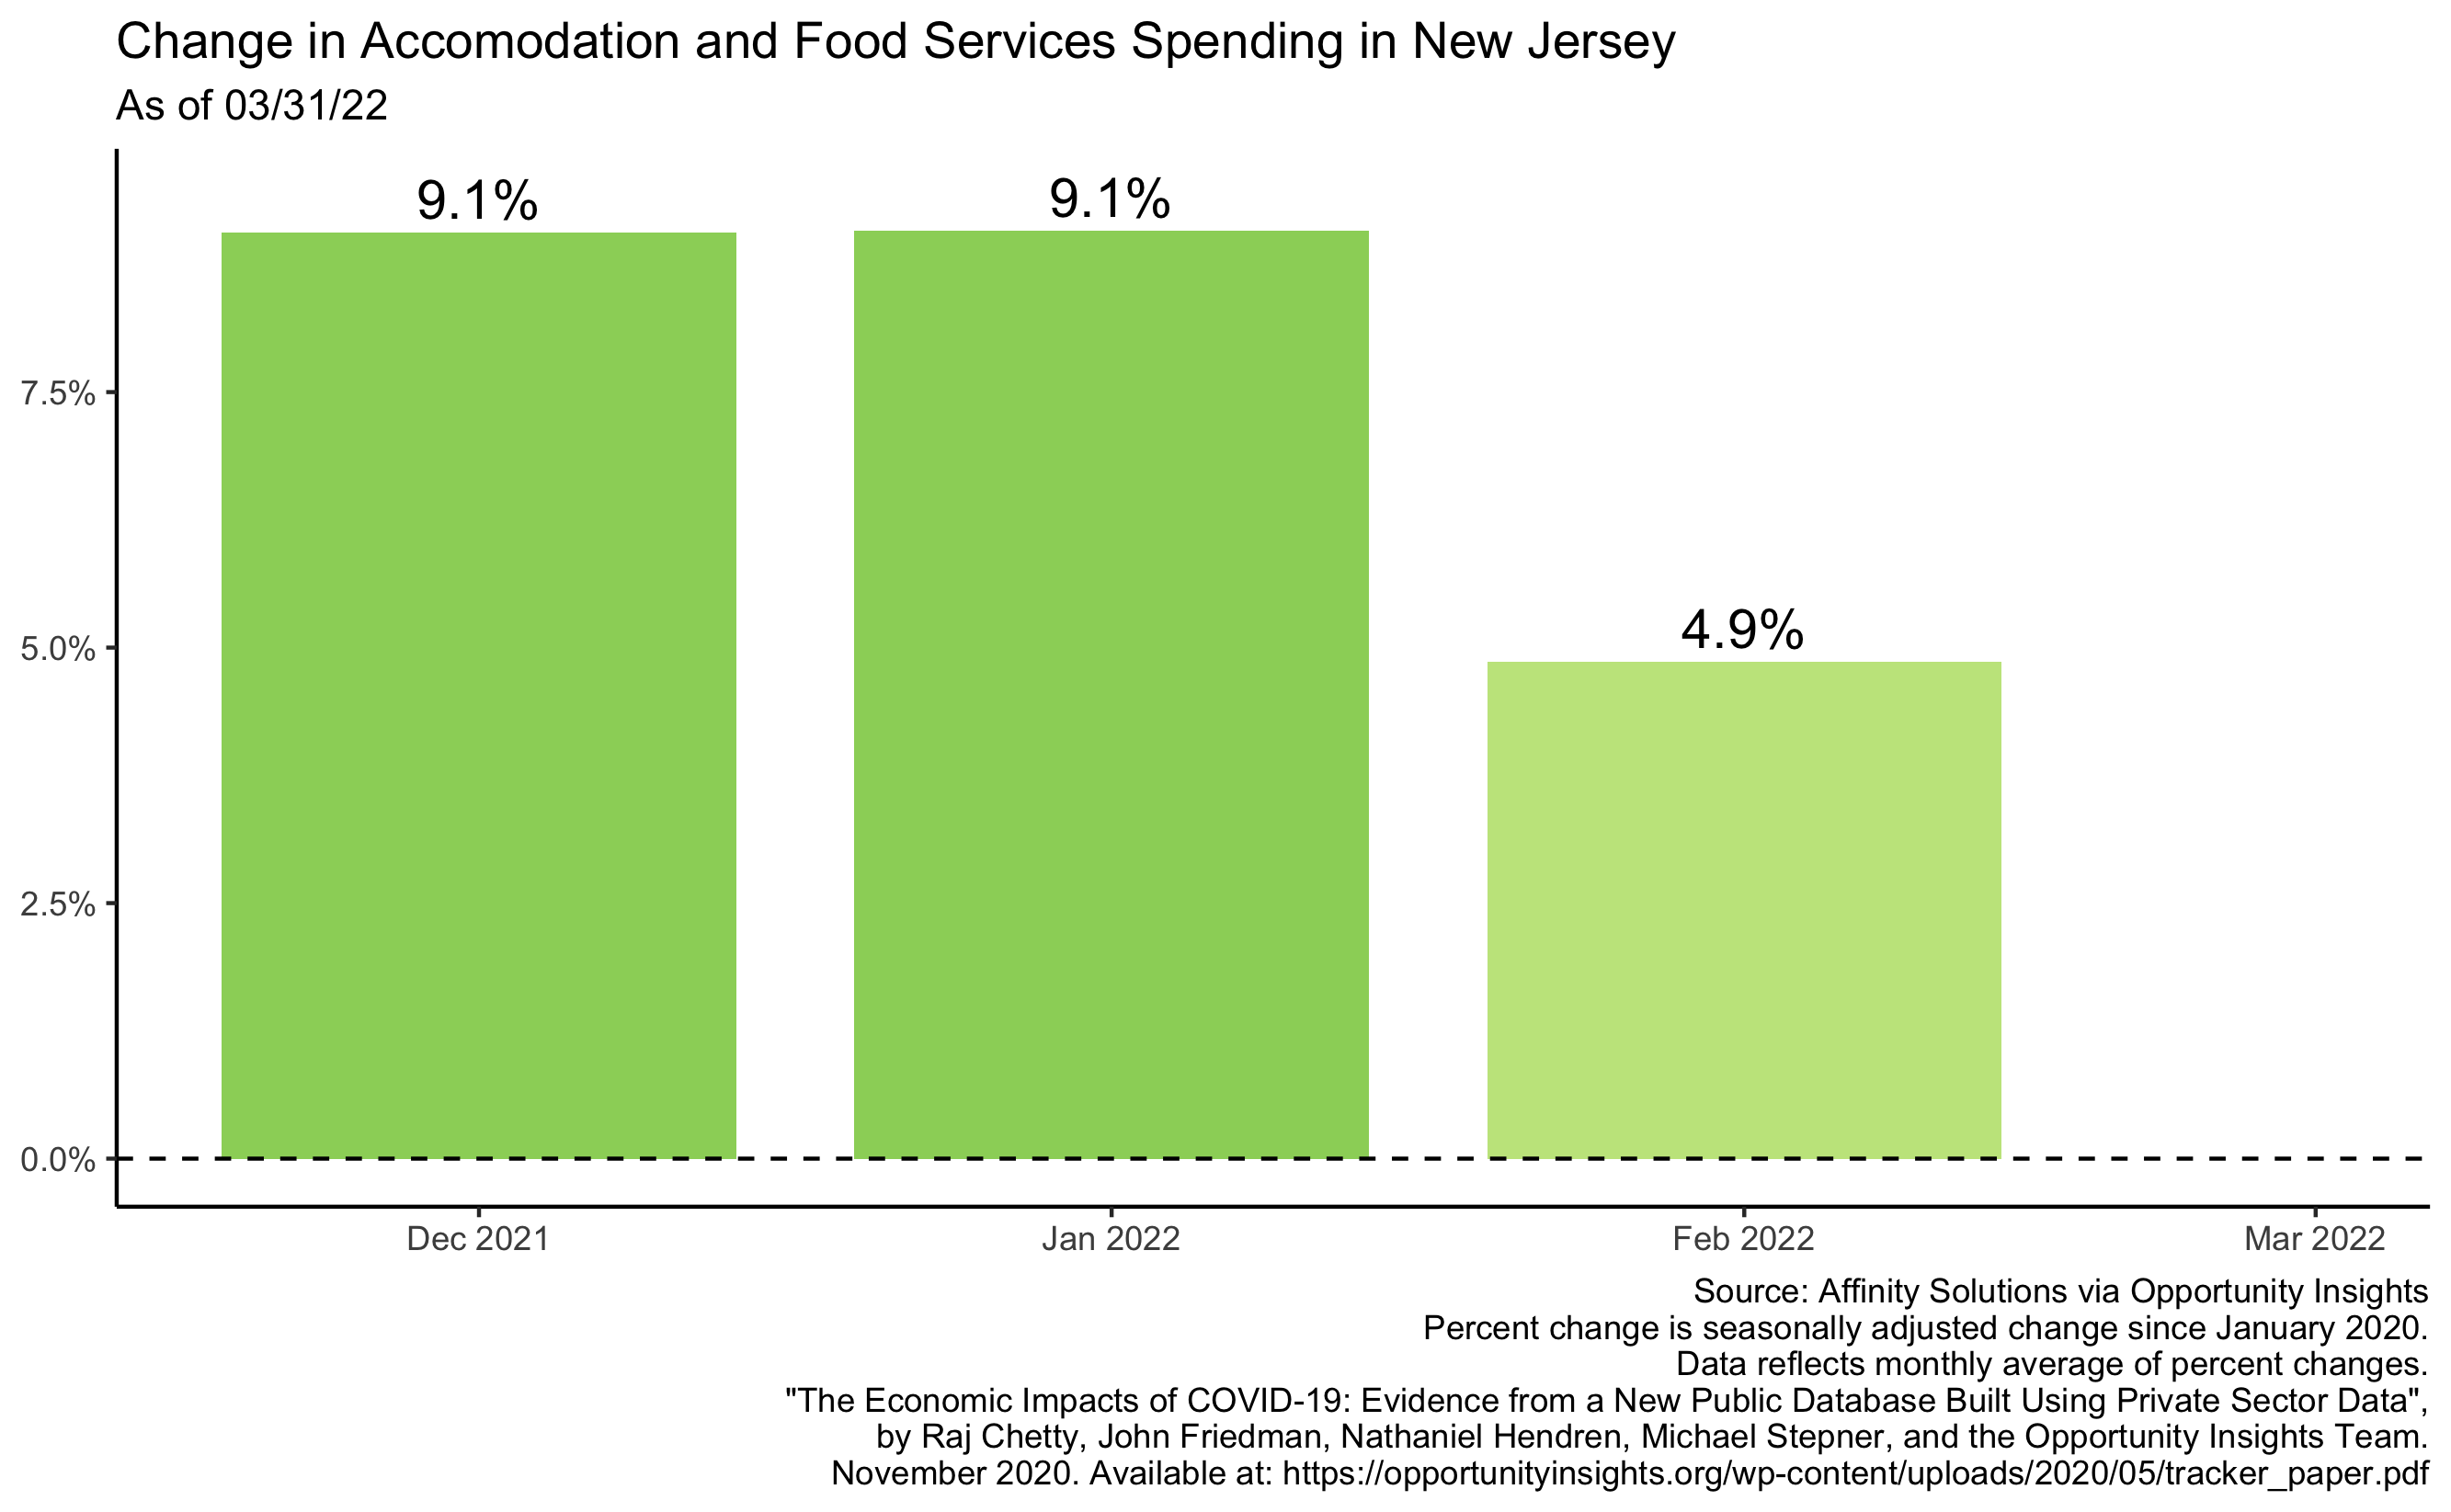 Change in Accomodation and Food Services Spending in New Jersey
As of 03/31/22
9.1%
9.1%
4.9%
7.5%
5.0%
2.5%
0.0%
Dec 2021
Jan 2022
Feb 2022
Mar 2022
Source: Affinity Solutions via Opportunity Insights
Percent change is seasonally adjusted change since January 2020.
Data reflects monthly average of percent changes.
"The Economic Impacts of COVID-19: Evidence from a New Public Database Built Using Private Sector Data",
by Raj Chetty, John Friedman, Nathaniel Hendren, Michael Stepner, and the Opportunity Insights Team.
November 2020. Available at: https://opportunityinsights.org/wp-content/uploads/2020/05/tracker_paper.pdf